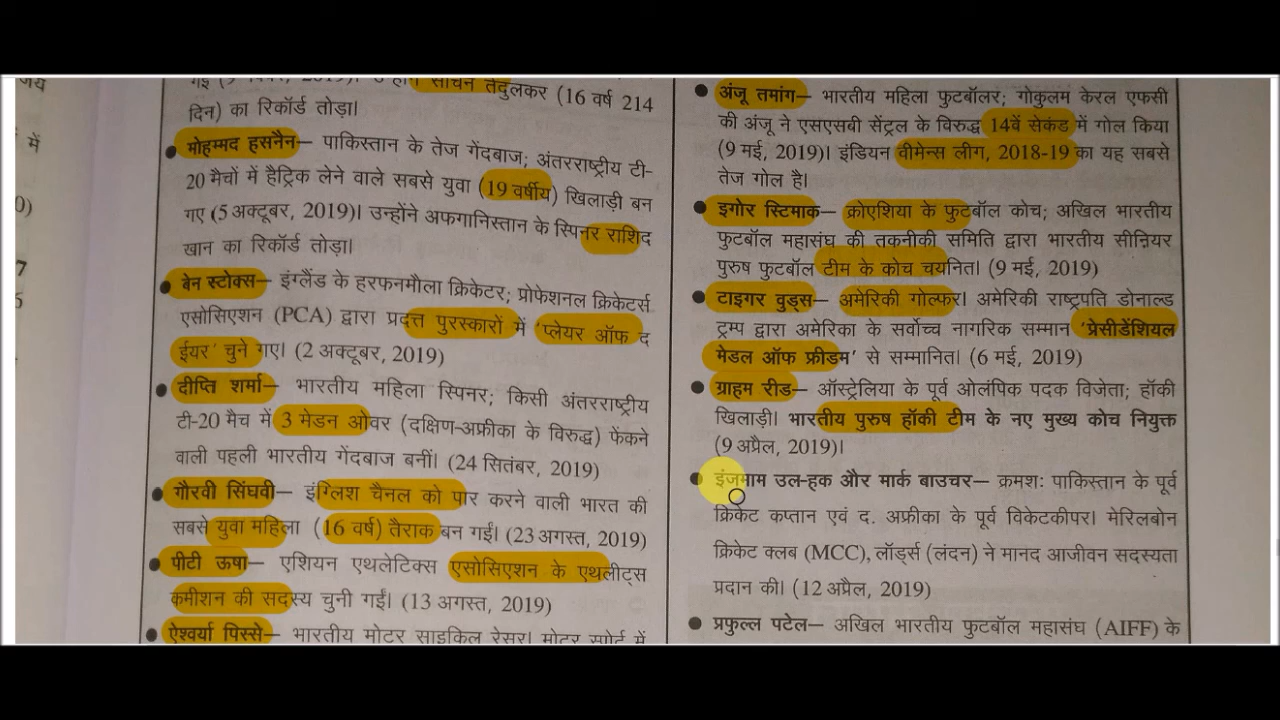 जय
में
0)
7
सचिन तेंदुलकर (16 वर्ष 214
दिन) का रिकॉर्ड तोड़ा।
● मोहम्मद हसनैन– पाकिस्तान के तेज गेंदबाज; अंतरराष्ट्रीय टी-
20 मैचों में हैट्रिक लेने वाले सबसे युवा (19 वर्षीय) खिलाड़ी बन
गए (5 अक्टूबर, 2019)। उन्होंने अफगानिस्तान के स्पिनर राशिद
खान का रिकॉर्ड तोड़ा।
● बेन स्टोक्स– इंग्लैंड के हरफनमौला क्रिकेटर; प्रोफेशनल क्रिकेटर्स
एसोसिएशन (PCA) द्वारा प्रदत्त पुरस्कारों में 'प्लेयर ऑफ द
ईयर' चुने गए। (2 अक्टूबर, 2019)
● दीप्ति शर्मा– भारतीय महिला स्पिनर; किसी अंतरराष्ट्रीय
टी-20 मैच में 3 मेडन ओवर (दक्षिण-अफ्रीका के विरुद्ध) फेंकने
वाली पहली भारतीय गेंदबाज बनीं। (24 सितंबर, 2019)
● गौरवी सिंघवी– इंग्लिश चैनल को पार करने वाली भारत की
सबसे युवा महिला (16 वर्ष) तैराक बन गईं। (23 अगस्त, 2019)
● पीटी ऊषा– एशियन एथलेटिक्स एसोसिएशन के एथलीट्स
कमीशन की सदस्य चुनी गईं। (13 अगस्त, 2019)
● ऐश्वर्या पिस्से– भारतीय मोटर साइकिल रेसर। मोटर स्पोर्ट में
● अंजू तमांग– भारतीय महिला फुटबॉलर; गोकुलम केरल एफसी
की अंजू ने एसएसबी सेंट्रल के विरुद्ध 14वें सेकंड में गोल किया
(9 मई, 2019)। इंडियन वीमेन्स लीग, 2018-19 का यह सबसे
तेज गोल है।
● इगोर स्टिमाक– क्रोएशिया के फुटबॉल कोच; अखिल भारतीय
फुटबॉल महासंघ की तकनीकी समिति द्वारा भारतीय सीनियर
पुरुष फुटबॉल टीम के कोच चयनित। (9 मई, 2019)
● टाइगर वुड्स– अमेरिकी गोल्फर। अमेरिकी राष्ट्रपति डोनाल्ड
ट्रम्प द्वारा अमेरिका के सर्वोच्च नागरिक सम्मान 'प्रेसीडेंशियल
मेडल ऑफ फ्रीडम' से सम्मानित। (6 मई, 2019)
● ग्राहम रीड– ऑस्ट्रेलिया के पूर्व ओलंपिक पदक विजेता; हॉकी
खिलाड़ी। भारतीय पुरुष हॉकी टीम के नए मुख्य कोच नियुक्त
(9 अप्रैल, 2019)।
● इंजमाम उल-हक और मार्क बाउचर– क्रमशः पाकिस्तान के पूर्व
क्रिकेट कप्तान एवं द. अफ्रीका के पूर्व विकेटकीपर। मेरिलबोन
क्रिकेट क्लब (MCC), लॉर्ड्स (लंदन) ने मानद आजीवन सदस्यता
प्रदान की। (12 अप्रैल, 2019)
● प्रफुल्ल पटेल– अखिल भारतीय फुटबॉल महासंघ (AIFF) के